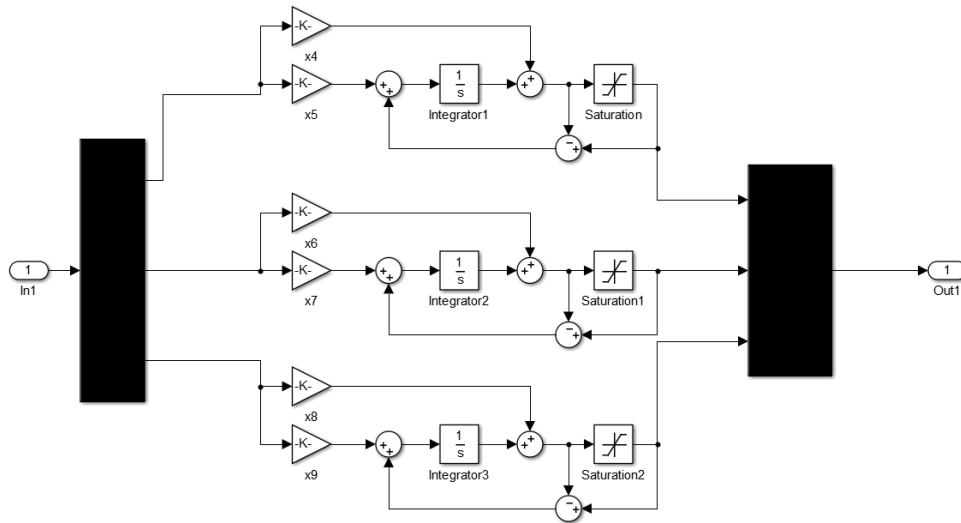 -K-
x4
-K-
x5
+
+
1
s
Integrator1
+
+
Saturation
−
+
-K-
x6
1
In1
-K-
x7
+
+
1
s
Integrator2
+
+
Saturation1
1
Out1
−
+
-K-
x8
-K-
x9
+
+
1
s
Integrator3
+
+
Saturation2
−
+